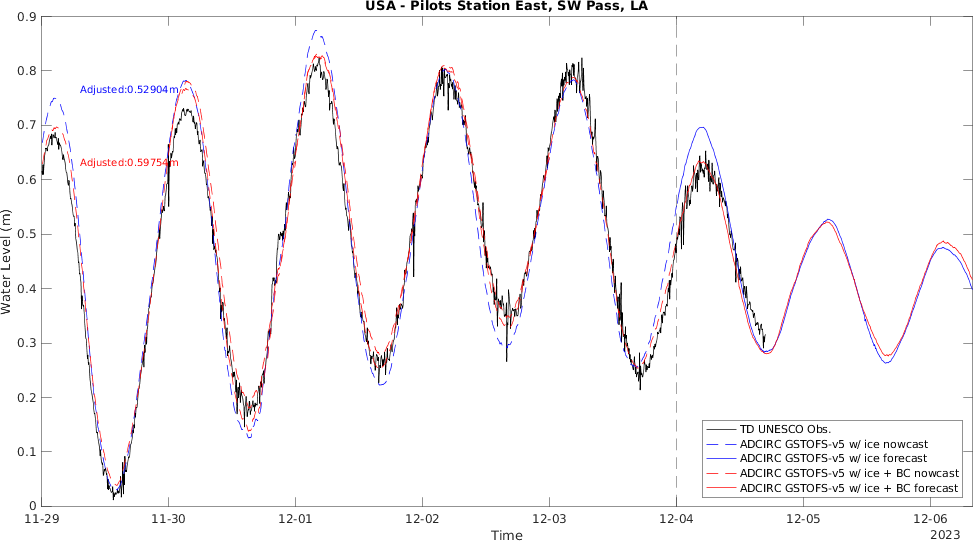 USA - Pilots Station East, SW Pass, LA
0.9
0.8
0.7
0.6
0.5
0.4
0.3
0.2
0.1
0
Water Level (m)
Adjusted:0.52904m
Adjusted:0.59754m
TD UNESCO Obs.
ADCIRC GSTOFS-v5 w/ ice nowcast
ADCIRC GSTOFS-v5 w/ ice forecast
ADCIRC GSTOFS-v5 w/ ice + BC nowcast
ADCIRC GSTOFS-v5 w/ ice + BC forecast
11-29 11-30 12-01 12-02 12-03 12-04 12-05 12-06
Time
2023